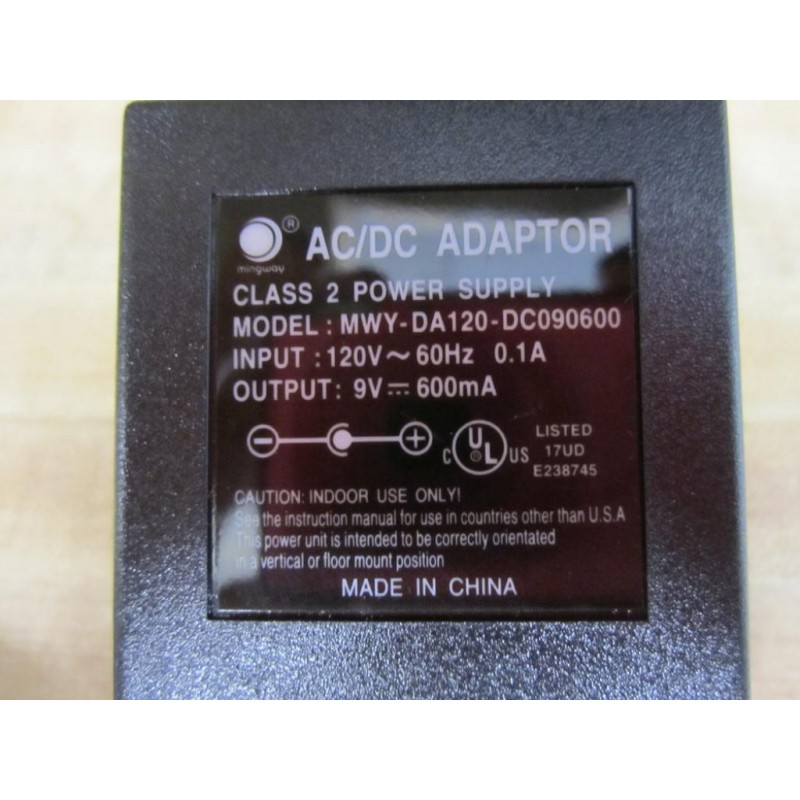 ® AC/DC ADAPTOR
mingway
CLASS 2 POWER SUPPLY
MODEL : MWY-DA120-DC090600
INPUT : 120V～60Hz 0.1A
OUTPUT: 9V⎓600mA
− +
C UL US LISTED
17UD
E238745
CAUTION: INDOOR USE ONLY!
See the instruction manual for use in countries other than U.S.A
This power unit is intended to be correctly orientated
in a vertical or floor mount position
MADE IN CHINA